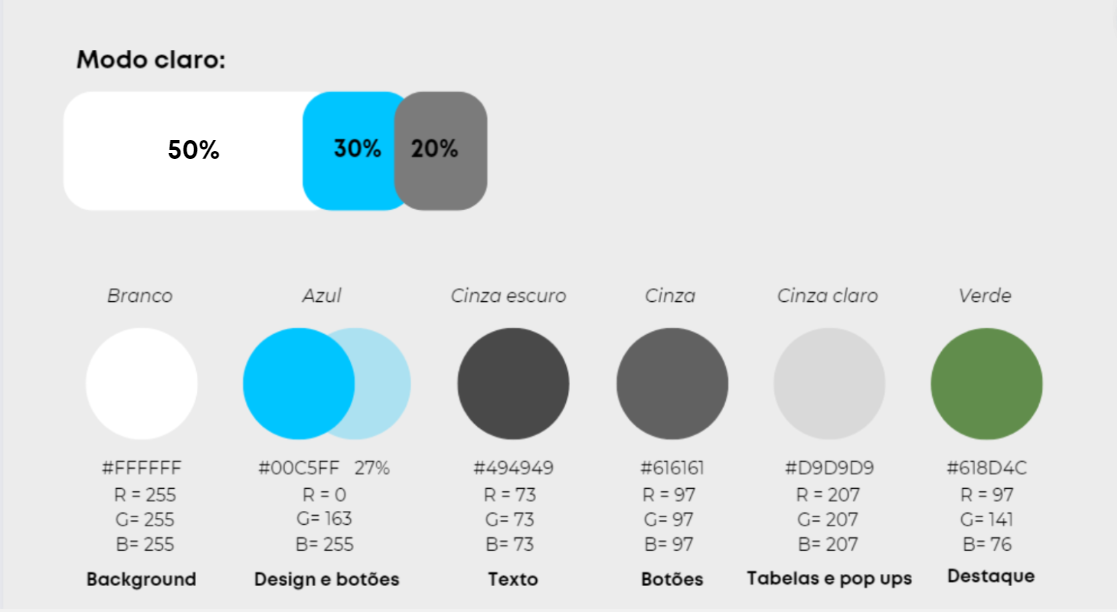 Modo claro:
50% 30% 20%
Branco Azul Cinza escuro Cinza Cinza claro Verde
#FFFFFF #00C5FF 27% #494949 #616161 #D9D9D9 #618D4C
R = 255 R = 0 R = 73 R = 97 R = 207 R = 97
G= 255 G= 163 G= 73 G= 97 G= 207 G= 141
B= 255 B= 255 B= 73 B= 97 B= 207 B= 76
Background Design e botões Texto Botões Tabelas e pop ups Destaque